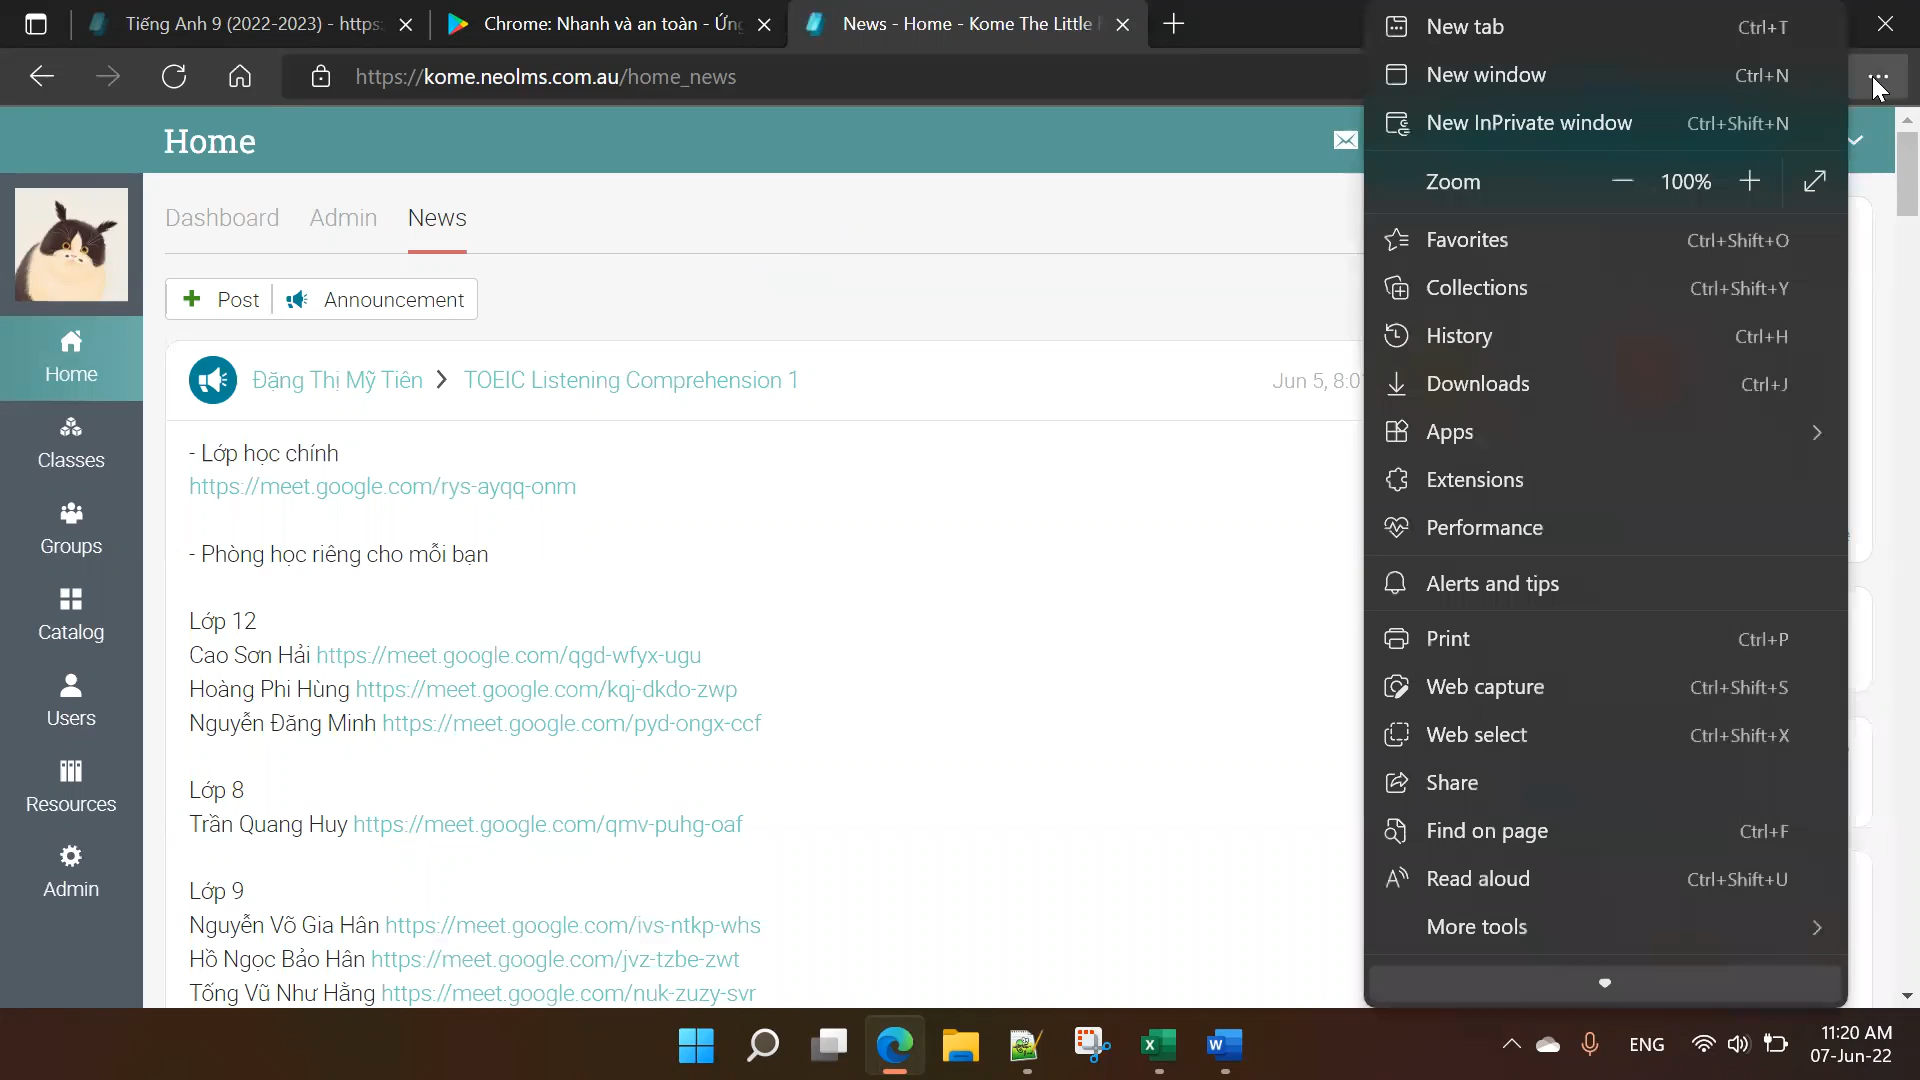 Tiếng Anh 9 (2022-2023) - https:
Chrome: Nhanh và an toàn - Ứng
News - Home - Kome The Little
https://kome.neolms.com.au/home_news
Home
Dashboard
Admin
News
Post
Announcement
Home
Classes
Groups
Catalog
Users
Resources
Admin
Đặng Thị Mỹ Tiên > TOEIC Listening Comprehension 1
Jun 5, 8:0
- Lớp học chính
https://meet.google.com/rys-ayqq-onm
- Phòng học riêng cho mỗi bạn
Lớp 12
Cao Sơn Hải https://meet.google.com/qgd-wfyx-ugu
Hoàng Phi Hùng https://meet.google.com/kqj-dkdo-zwp
Nguyễn Đăng Minh https://meet.google.com/pyd-ongx-ccf
Lớp 8
Trần Quang Huy https://meet.google.com/qmv-puhg-oaf
Lớp 9
Nguyễn Võ Gia Hân https://meet.google.com/ivs-ntkp-whs
Hồ Ngọc Bảo Hân https://meet.google.com/jvz-tzbe-zwt
Tống Vũ Như Hằng https://meet.google.com/nuk-zuzy-svr
New tab Ctrl+T
New window Ctrl+N
New InPrivate window Ctrl+Shift+N
Zoom 100%
Favorites Ctrl+Shift+O
Collections Ctrl+Shift+Y
History Ctrl+H
Downloads Ctrl+J
Apps
Extensions
Performance
Alerts and tips
Print Ctrl+P
Web capture Ctrl+Shift+S
Web select Ctrl+Shift+X
Share
Find on page Ctrl+F
Read aloud Ctrl+Shift+U
More tools
ENG
11:20 AM
07-Jun-22